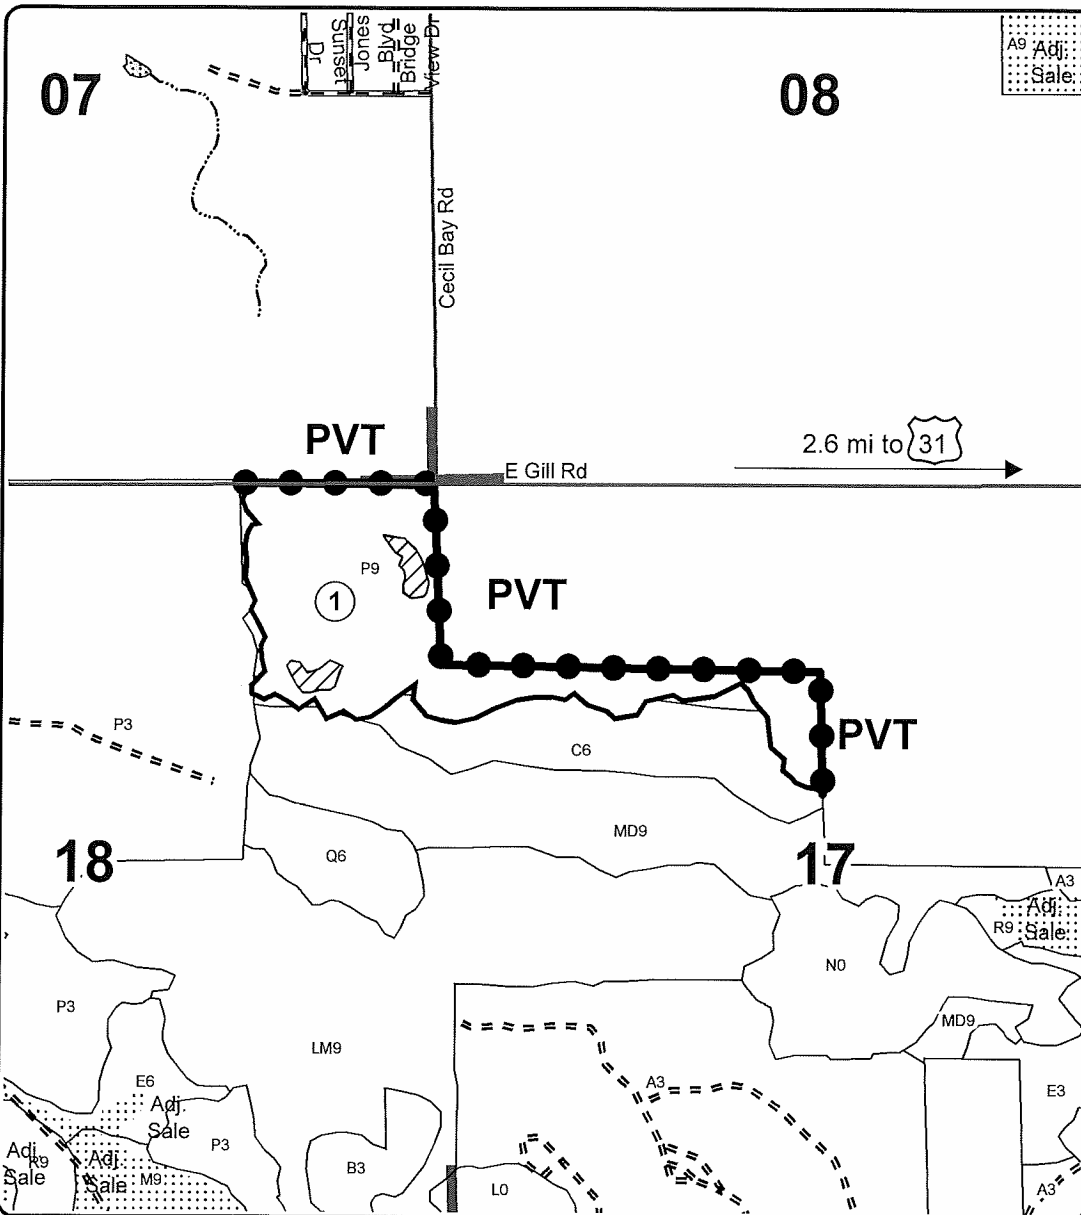 07
Sunset
Dr
Jones
Blvd
Bridge
View Dr
08
A9
Adj.
Sale
Cecil Bay Rd
PVT
2.6 mi to 31
E Gill Rd
P9
1
PVT
P3
C6
PVT
MD9
18
Q6
17
A3
Adj.
R9 Sale
N0
P3
MD9
LM9
E6
A3
E3
Adj.
Sale
P3
Adj.
R9
Sale
Adj.
Sale
M9
B3
L0
A3